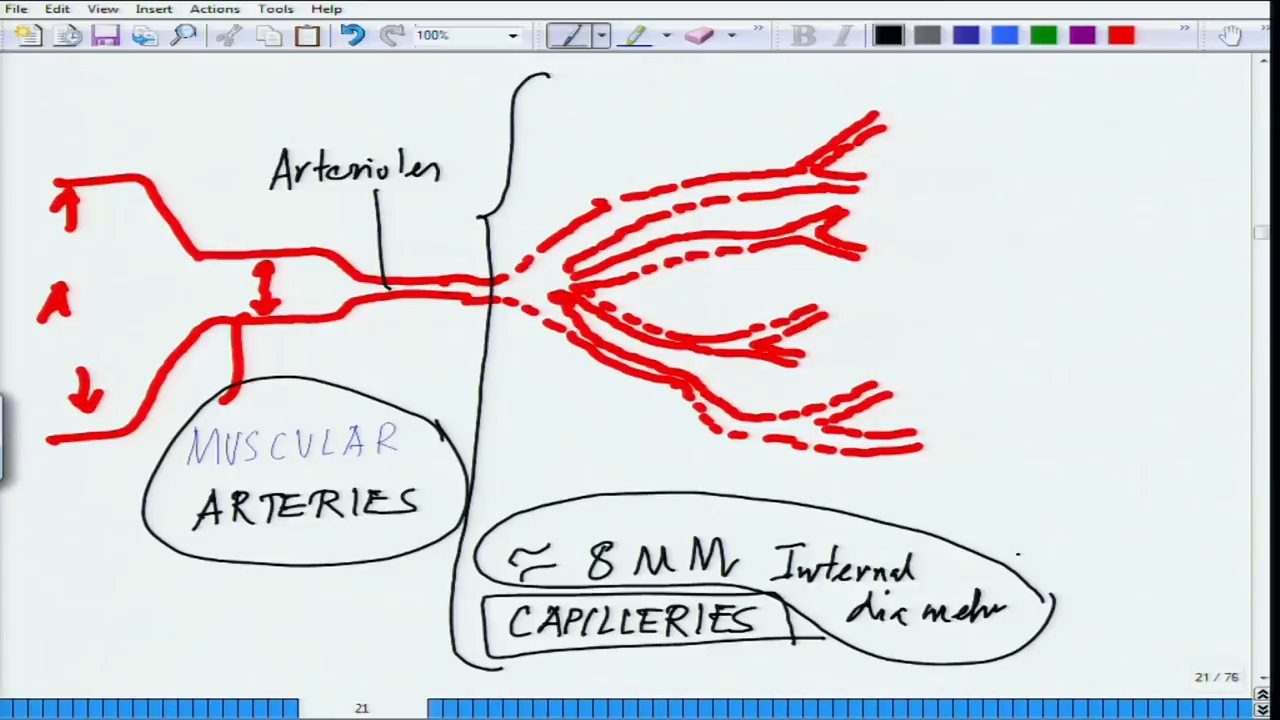 File Edit View Insert Actions Tools Help
100%
Arterioles
A
MUSCULAR
ARTERIES
≈ 8 MM Internal
diameter
CAPILLERIES
21 / 76
21